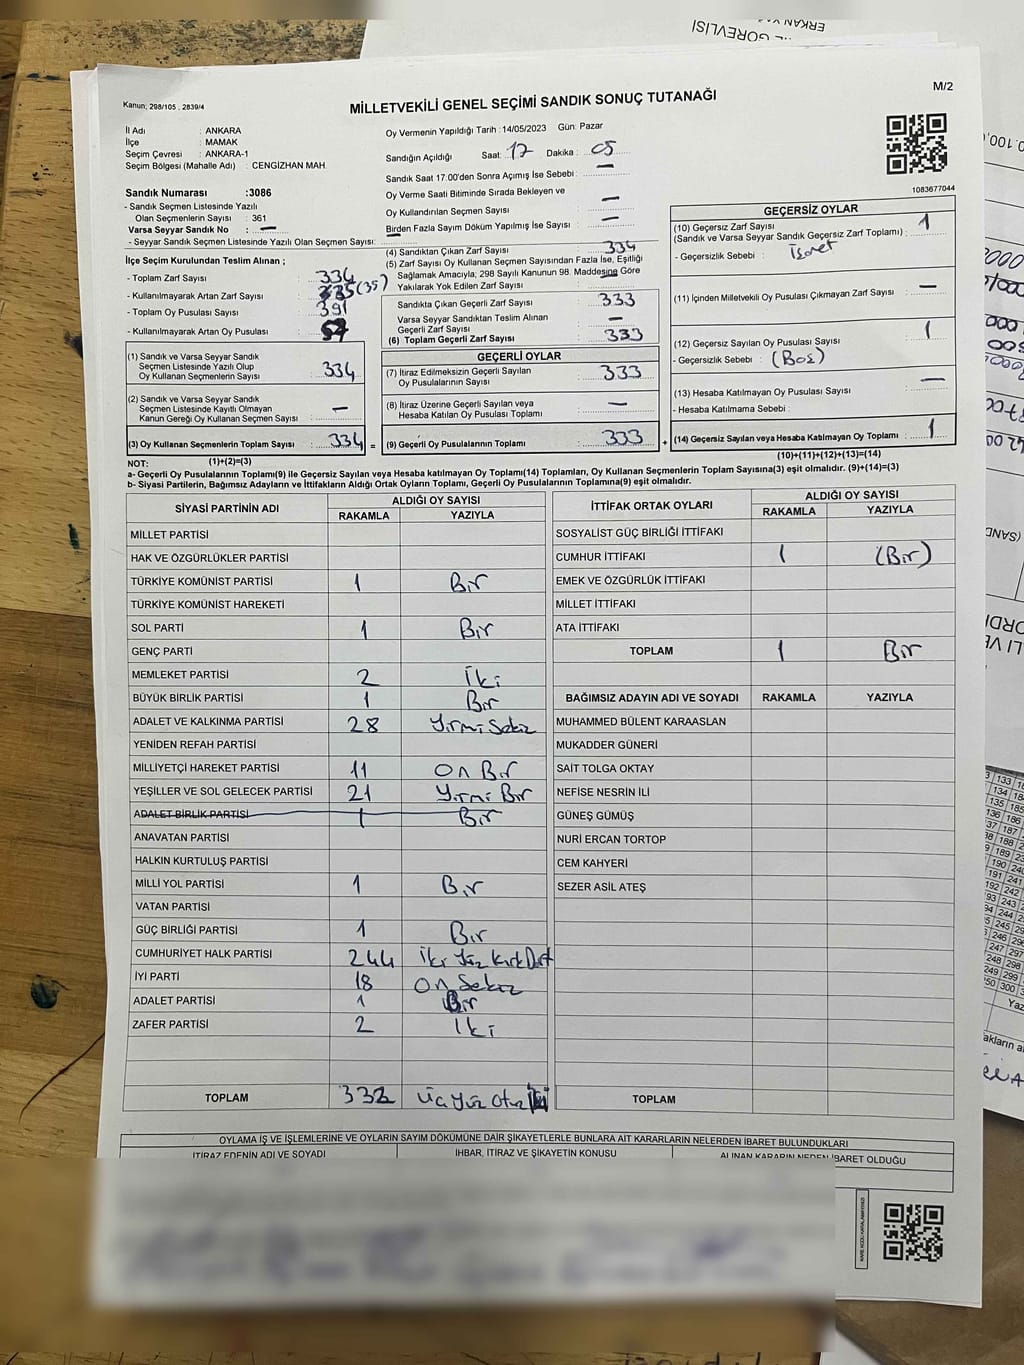 M/2
Kanun; 298/105 , 2839/4
MİLLETVEKİLİ GENEL SEÇİMİ SANDIK SONUÇ TUTANAĞI
İl Adı : ANKARA
İlçe : MAMAK
Seçim Çevresi : ANKARA-1
Seçim Bölgesi (Mahalle Adı) : CENGİZHAN MAH.
Sandık Numarası :3086
- Sandık Seçmen Listesinde Yazılı
Olan Seçmenlerin Sayısı : 361
Varsa Seyyar Sandık No : —
- Seyyar Sandık Seçmen Listesinde Yazılı Olan Seçmen Sayısı: —
İlçe Seçim Kurulundan Teslim Alınan ;
- Toplam Zarf Sayısı :
- Kullanılmayarak Artan Zarf Sayısı : (35)
- Toplam Oy Pusulası Sayısı : 391
- Kullanılmayarak Artan Oy Pusulası :
(1) Sandık ve Varsa Seyyar Sandık
Seçmen Listesinde Yazılı Olup
Oy Kullanan Seçmenlerin Sayısı : 334
(2) Sandık ve Varsa Seyyar Sandık
Seçmen Listesinde Kayıtlı Olmayan
Kanun Gereği Oy Kullanan Seçmen Sayısı : —
(3) Oy Kullanan Seçmenlerin Toplam Sayısı : 334 =
Oy Vermenin Yapıldığı Tarih :14/05/2023 Gün: Pazar
Sandığın Açıldığı Saat: 17 Dakika : 05
Sandık Saat 17:00'den Sonra Açımış İse Sebebi : —
Oy Verme Saati Bitiminde Sırada Bekleyen ve
Oy Kullandırılan Seçmen Sayısı : —
Birden Fazla Sayım Döküm Yapılmış İse Sayısı : —
(4) Sandıktan Çıkan Zarf Sayısı : 334
(5) Zarf Sayısı Oy Kullanan Seçmen Sayısından Fazla İse, Eşitliği
Sağlamak Amacıyla; 298 Sayılı Kanunun 98. Maddesine Göre
Yakılarak Yok Edilen Zarf Sayısı : —
Sandıkta Çıkan Geçerli Zarf Sayısı : 333
Varsa Seyyar Sandıktan Teslim Alınan
Geçerli Zarf Sayısı : —
(6) Toplam Geçerli Zarf Sayısı : 333
GEÇERLİ OYLAR
(7) İtiraz Edilmeksizin Geçerli Sayılan
Oy Pusulalarının Sayısı : 333
(8) İtiraz Üzerine Geçerli Sayılan veya
Hesaba Katılan Oy Pusulası Toplamı : —
(9) Geçerli Oy Pusulalarının Toplamı : 333 +
1083677044
GEÇERSİZ OYLAR
(10) Geçersiz Zarf Sayısı
(Sandık ve Varsa Seyyar Sandık Geçersiz Zarf Toplamı) : 1
- Geçersizlik Sebebi : işaret
(11) İçinden Milletvekili Oy Pusulası Çıkmayan Zarf Sayısı : —
(12) Geçersiz Sayılan Oy Pusulası Sayısı : 1
- Geçersizlik Sebebi : (Boş)
(13) Hesaba Katılmayan Oy Pusulası Sayısı : —
- Hesaba Katılmama Sebebi :
(14) Geçersiz Sayılan veya Hesaba Katılmayan Oy Toplamı : 1
NOT: (1)+(2)=(3) (10)+(11)+(12)+(13)=(14)
a- Geçerli Oy Pusulalarının Toplamı(9) ile Geçersiz Sayılan veya Hesaba katılmayan Oy Toplamı(14) Toplamları, Oy Kullanan Seçmenlerin Toplam Sayısına(3) eşit olmalıdır. (9)+(14)=(3)
b- Siyasi Partilerin, Bağımsız Adayların ve İttifakların Aldığı Ortak Oyların Toplamı, Geçerli Oy Pusulalarının Toplamına(9) eşit olmalıdır.
SİYASİ PARTİNİN ADI ALDIĞI OY SAYISI
RAKAMLA YAZIYLA
MİLLET PARTİSİ
HAK VE ÖZGÜRLÜKLER PARTİSİ
TÜRKİYE KOMÜNİST PARTİSİ 1 Bir
TÜRKİYE KOMÜNİST HAREKETİ
SOL PARTİ 1 Bir
GENÇ PARTİ
MEMLEKET PARTİSİ 2 İki
BÜYÜK BİRLİK PARTİSİ 1 Bir
ADALET VE KALKINMA PARTİSİ 28 Yirmi Sekiz
YENİDEN REFAH PARTİSİ
MİLLİYETÇİ HAREKET PARTİSİ 11 On Bir
YEŞİLLER VE SOL GELECEK PARTİSİ 21 Yirmi Bir
ADALET BİRLİK PARTİSİ 1 Bir
ANAVATAN PARTİSİ
HALKIN KURTULUŞ PARTİSİ
MİLLİ YOL PARTİSİ 1 Bir
VATAN PARTİSİ
GÜÇ BİRLİĞİ PARTİSİ 1 Bir
CUMHURİYET HALK PARTİSİ 244 İki Yüz Kırk Dört
İYİ PARTİ 18 On Sekiz
ADALET PARTİSİ 1 Bir
ZAFER PARTİSİ 2 İki
TOPLAM 332 Üç Yüz Otuz İki
İTTİFAK ORTAK OYLARI ALDIĞI OY SAYISI
RAKAMLA YAZIYLA
SOSYALİST GÜÇ BİRLİĞİ İTTİFAKI
CUMHUR İTTİFAKI 1 (Bir)
EMEK VE ÖZGÜRLÜK İTTİFAKI
MİLLET İTTİFAKI
ATA İTTİFAKI
TOPLAM 1 Bir
BAĞIMSIZ ADAYIN ADI VE SOYADI RAKAMLA YAZIYLA
MUHAMMED BÜLENT KARAASLAN
MUKADDER GÜNERİ
SAİT TOLGA OKTAY
NEFİSE NESRİN İLİ
GÜNEŞ GÜMÜŞ
NURİ ERCAN TORTOP
CEM KAHYERİ
SEZER ASİL ATEŞ
TOPLAM
OYLAMA İŞ VE İŞLEMLERİNE VE OYLARIN SAYIM DÖKÜMÜNE DAİR ŞİKAYETLERLE BUNLARA AİT KARARLARIN NELERDEN İBARET BULUNDUKLARI
İTİRAZ EDENİN ADI VE SOYADI İHBAR, İTİRAZ VE ŞİKAYETİN KONUSU ALINAN KARARIN NEDEN İBARET OLDUĞU